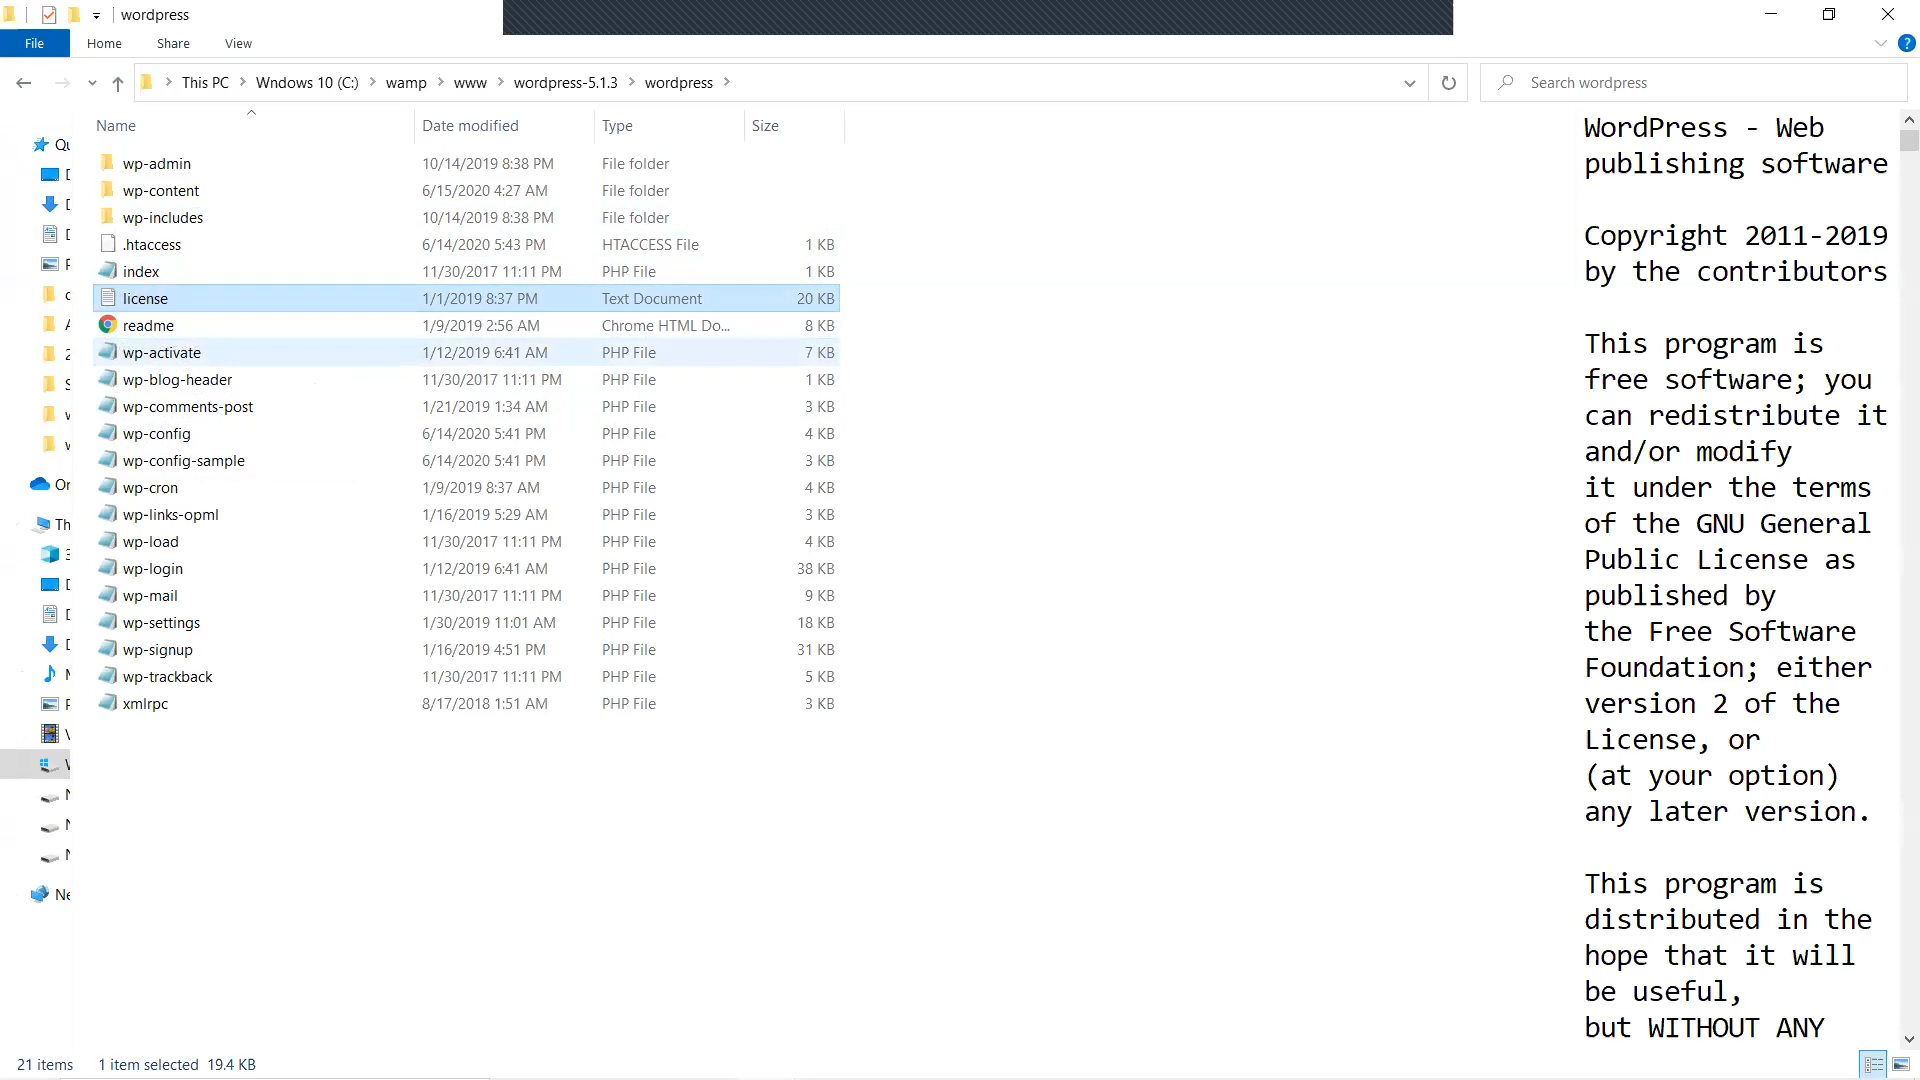 wordpress
File Home Share View
This PC Wndows 10 (C:) wamp www wordpress-5.1.3 wordpress
Search wordpress
Name Date modified Type Size
wp-admin 10/14/2019 8:38 PM File folder
wp-content 6/15/2020 4:27 AM File folder
wp-includes 10/14/2019 8:38 PM File folder
.htaccess 6/14/2020 5:43 PM HTACCESS File 1 KB
index 11/30/2017 11:11 PM PHP File 1 KB
license 1/1/2019 8:37 PM Text Document 20 KB
readme 1/9/2019 2:56 AM Chrome HTML Do... 8 KB
wp-activate 1/12/2019 6:41 AM PHP File 7 KB
wp-blog-header 11/30/2017 11:11 PM PHP File 1 KB
wp-comments-post 1/21/2019 1:34 AM PHP File 3 KB
wp-config 6/14/2020 5:41 PM PHP File 4 KB
wp-config-sample 6/14/2020 5:41 PM PHP File 3 KB
wp-cron 1/9/2019 8:37 AM PHP File 4 KB
wp-links-opml 1/16/2019 5:29 AM PHP File 3 KB
wp-load 11/30/2017 11:11 PM PHP File 4 KB
wp-login 1/12/2019 6:41 AM PHP File 38 KB
wp-mail 11/30/2017 11:11 PM PHP File 9 KB
wp-settings 1/30/2019 11:01 AM PHP File 18 KB
wp-signup 1/16/2019 4:51 PM PHP File 31 KB
wp-trackback 11/30/2017 11:11 PM PHP File 5 KB
xmlrpc 8/17/2018 1:51 AM PHP File 3 KB
WordPress - Web
publishing software
Copyright 2011-2019
by the contributors
This program is
free software; you
can redistribute it
and/or modify
it under the terms
of the GNU General
Public License as
published by
the Free Software
Foundation; either
version 2 of the
License, or
(at your option)
any later version.
This program is
distributed in the
hope that it will
be useful,
but WITHOUT ANY
21 items 1 item selected 19.4 KB